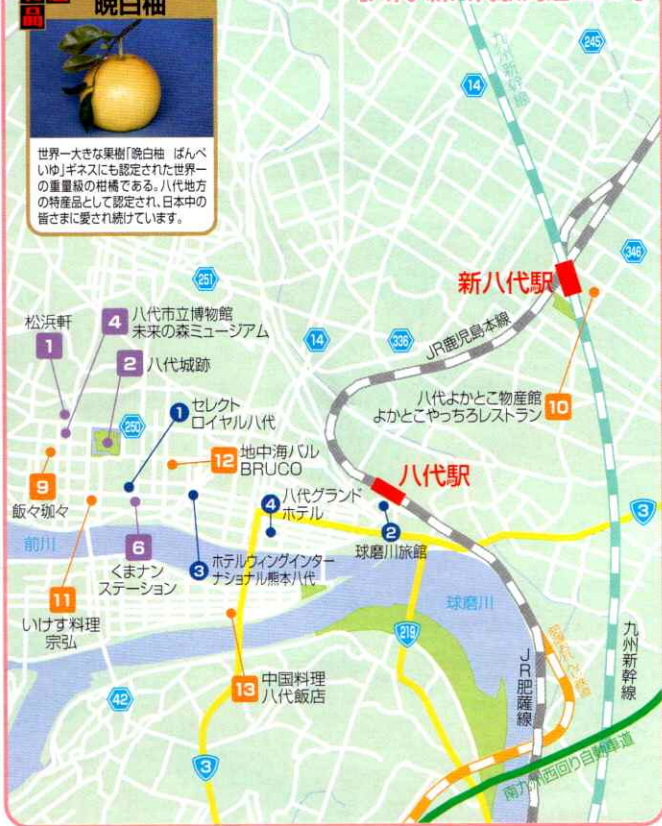 品
晩白柚
世界一大きな果樹「晩白柚　ばんぺ
いゆ」ギネスにも認定された世界一
の重量級の柑橘である。八代地方
の特産品として認定され、日本中の
皆さまに愛され続けています。
九州新幹線
245
14
346
251
新八代駅
松浜軒
1
4
八代市立博物館
未来の森ミュージアム
14
336
JR鹿児島本線
2
八代城跡
八代よかとこ物産館
よかとこやっちろレストラン
10
1
セレクト
ロイヤル八代
250
12
地中海バル
BRUCO
八代駅
9
飯々珈々
4
八代グランド
ホテル
3
2
球磨川旅館
前川
6
くまナン
ステーション
3
ホテルウィングインター
ナショナル熊本八代
11
いけす料理
宗弘
球磨川
219
九州新幹線
JR肥薩線
13
中国料理
八代飯店
42
3
南九州西回り自動車道